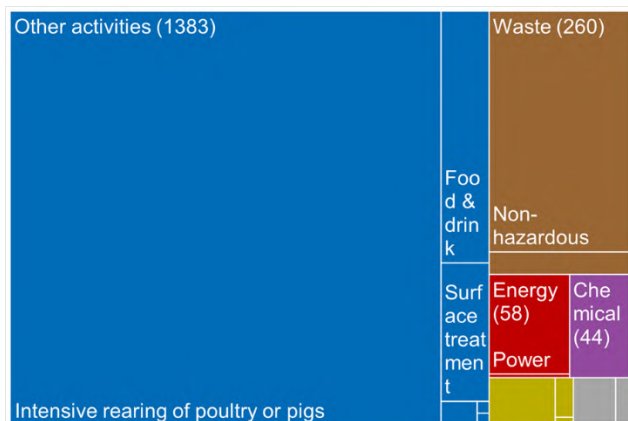 Other activities (1383)
Intensive rearing of poultry or pigs
Foo
d &
drin
k
Surf
ace
treat
men
t
Waste (260)
Non-
hazardous
Energy
(58)
Power
Che
mical
(44)